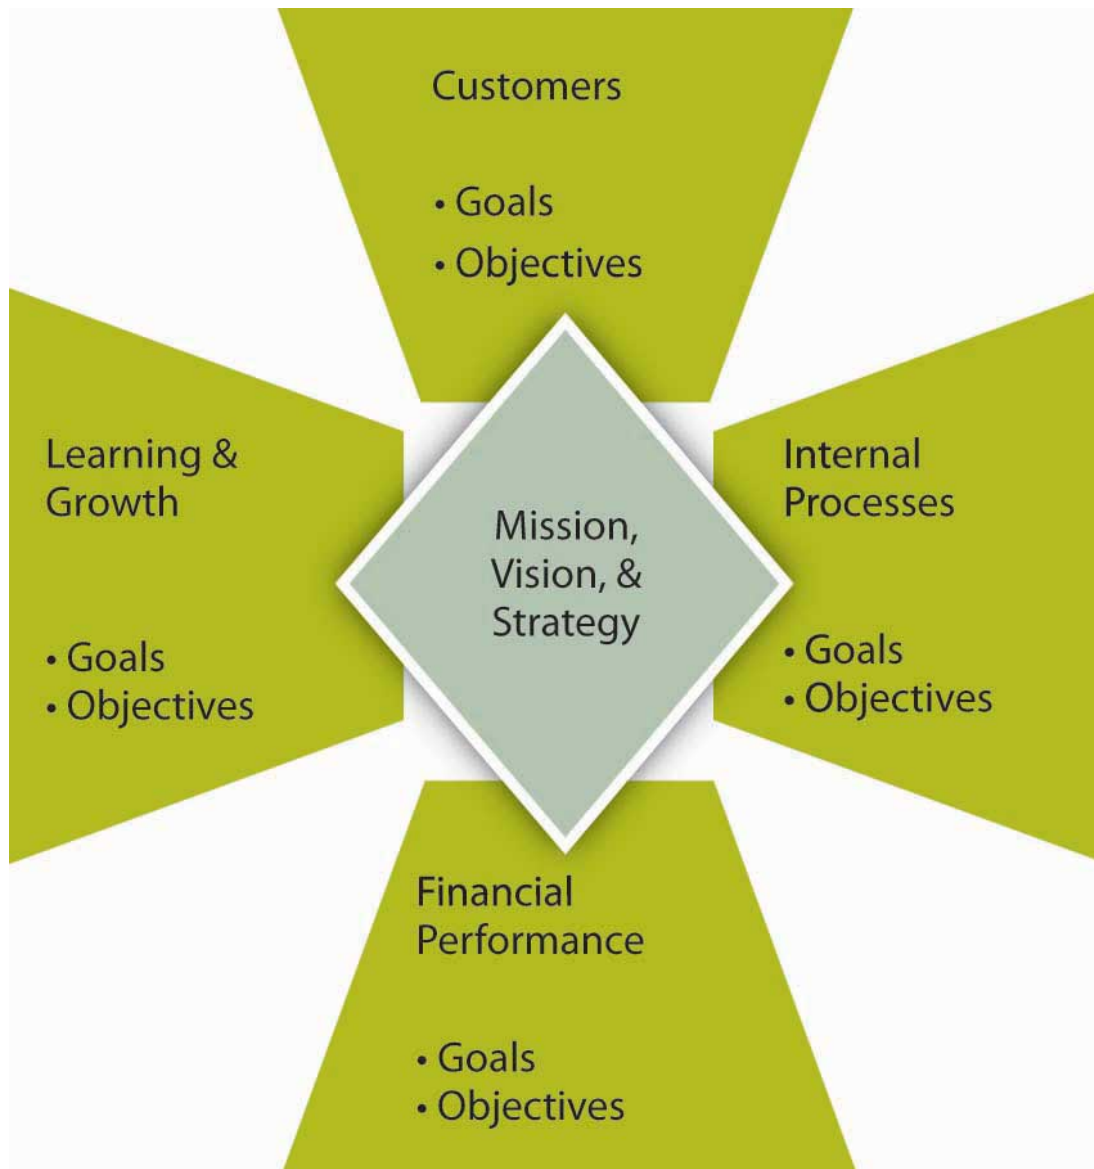 Customers
• Goals
• Objectives
Learning &
Growth
• Goals
• Objectives
Mission,
Vision, &
Strategy
Internal
Processes
• Goals
• Objectives
Financial
Performance
• Goals
• Objectives